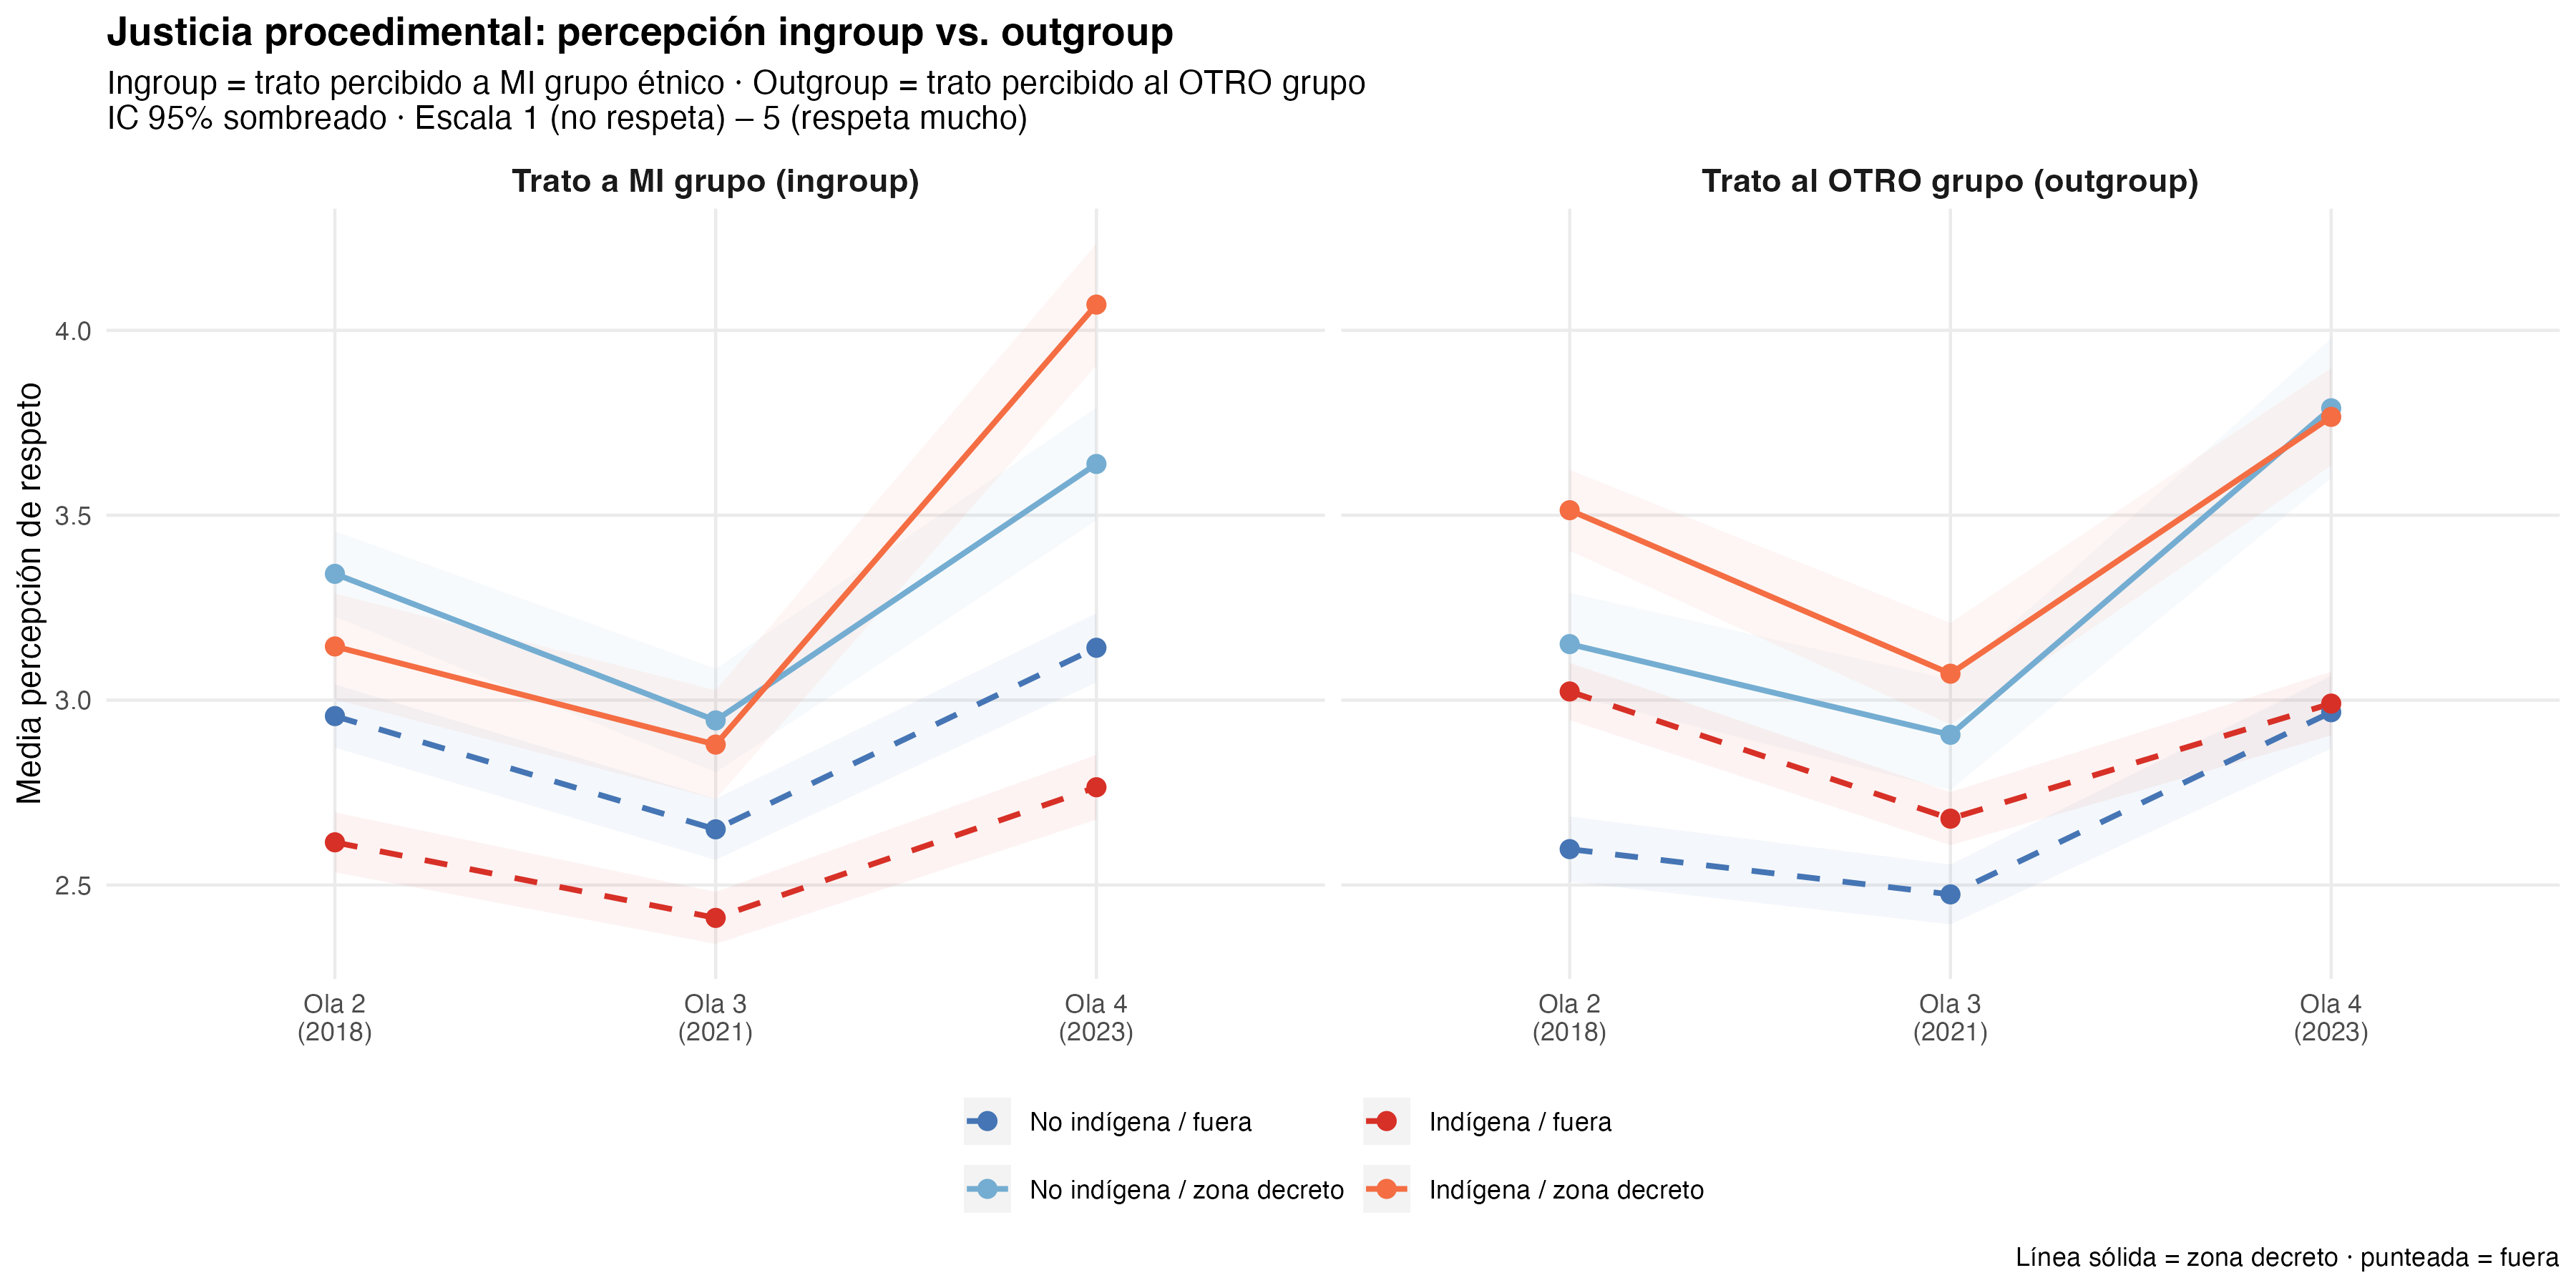 Justicia procedimental: percepción ingroup vs. outgroup
Ingroup = trato percibido a MI grupo étnico · Outgroup = trato percibido al OTRO grupo
IC 95% sombreado · Escala 1 (no respeta) – 5 (respeta mucho)
Trato a MI grupo (ingroup)
Trato al OTRO grupo (outgroup)
Media percepción de respeto
4.0
3.5
3.0
2.5
Ola 2
(2018)
Ola 3
(2021)
Ola 4
(2023)
Ola 2
(2018)
Ola 3
(2021)
Ola 4
(2023)
No indígena / fuera
Indígena / fuera
No indígena / zona decreto
Indígena / zona decreto
Línea sólida = zona decreto · punteada = fuera